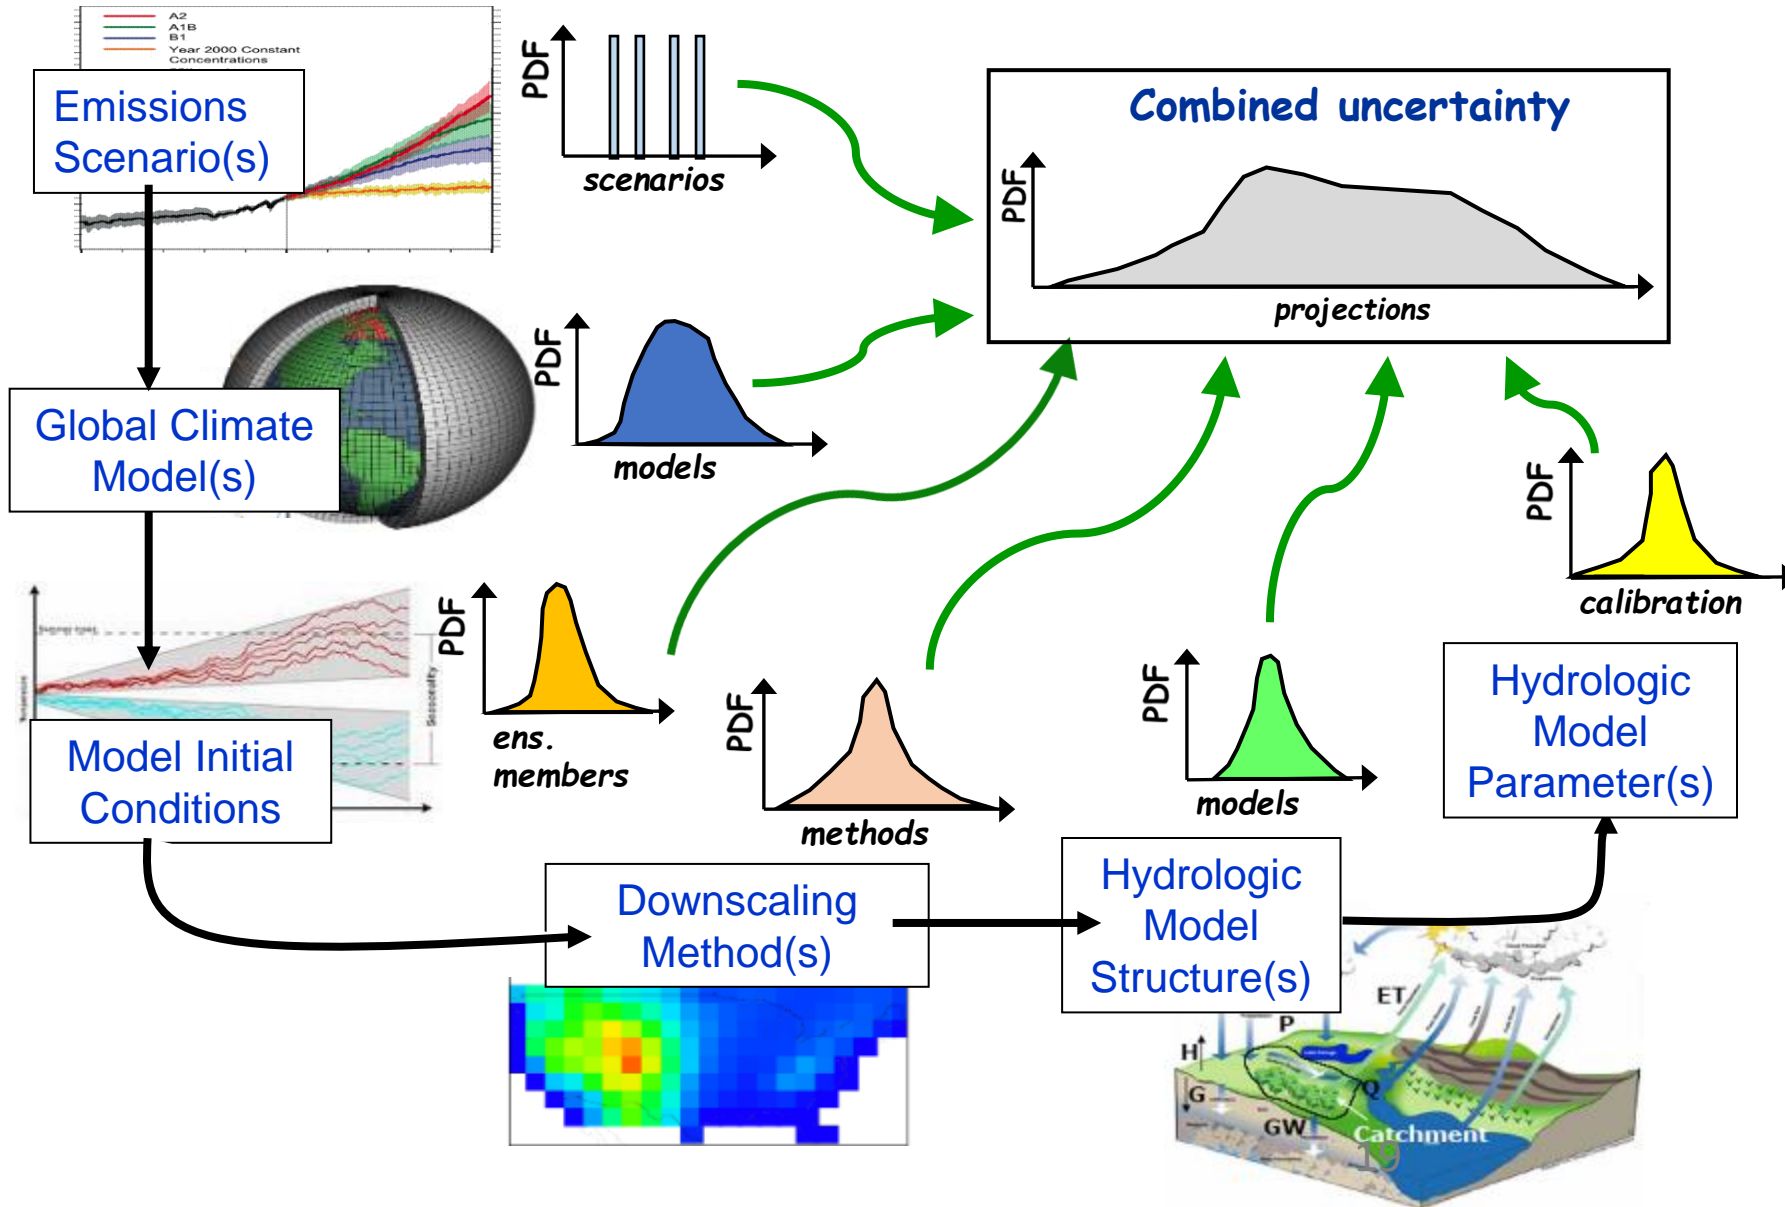 A2
A1B
B1
Year 2000 Constant
Concentrations
Emissions
Scenario(s)
PDF
scenarios
Combined uncertainty
PDF
projections
Global Climate
Model(s)
PDF
models
PDF
calibration
PDF
ens.
members
PDF
methods
PDF
models
Hydrologic
Model
Parameter(s)
Model Initial
Conditions
Downscaling
Method(s)
Hydrologic
Model
Structure(s)
ET
P
H
G
Q
GW
Catchment
19